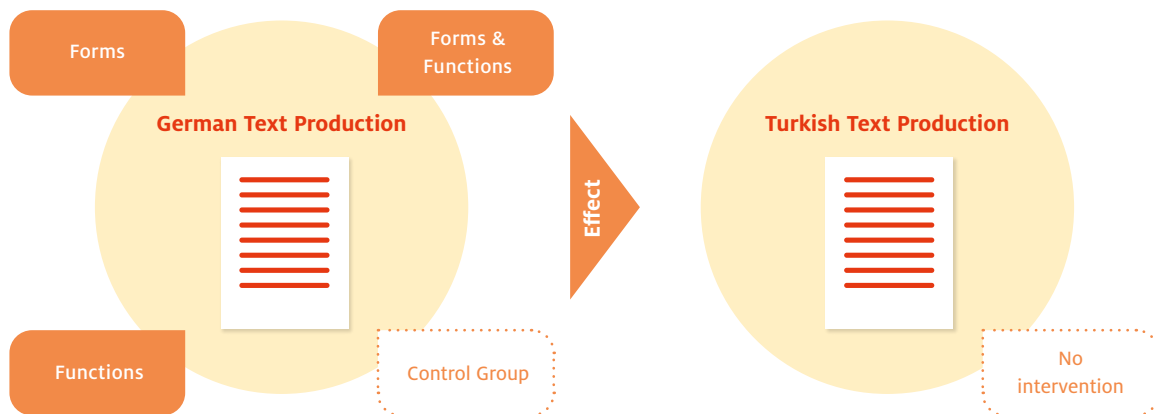 Forms
Forms &
Functions
German Text Production
Turkish Text Production
Effect
Functions
Control Group
No
intervention